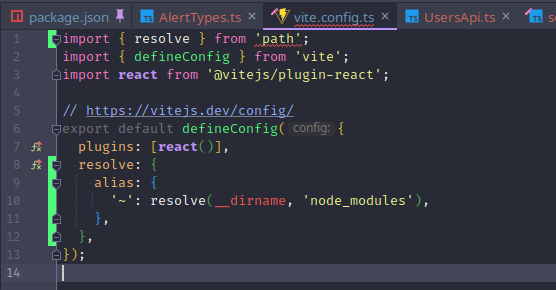 package.json AlertTypes.ts vite.config.ts UsersApi.ts
1 import { resolve } from 'path';
2 import { defineConfig } from 'vite';
3 import react from '@vitejs/plugin-react';
4
5 // https://vitejs.dev/config/
6 export default defineConfig( config: {
7 plugins: [react()],
8 resolve: {
9 alias: {
10 '~': resolve(__dirname, 'node_modules'),
11 },
12 },
13 });
14